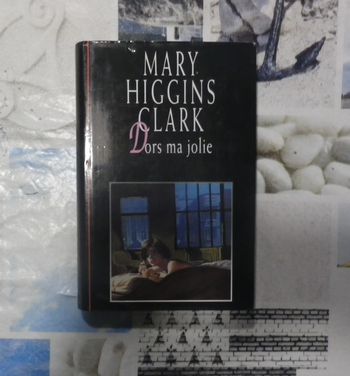 MARY
HIGGINS
CLARK
Dors ma jolie